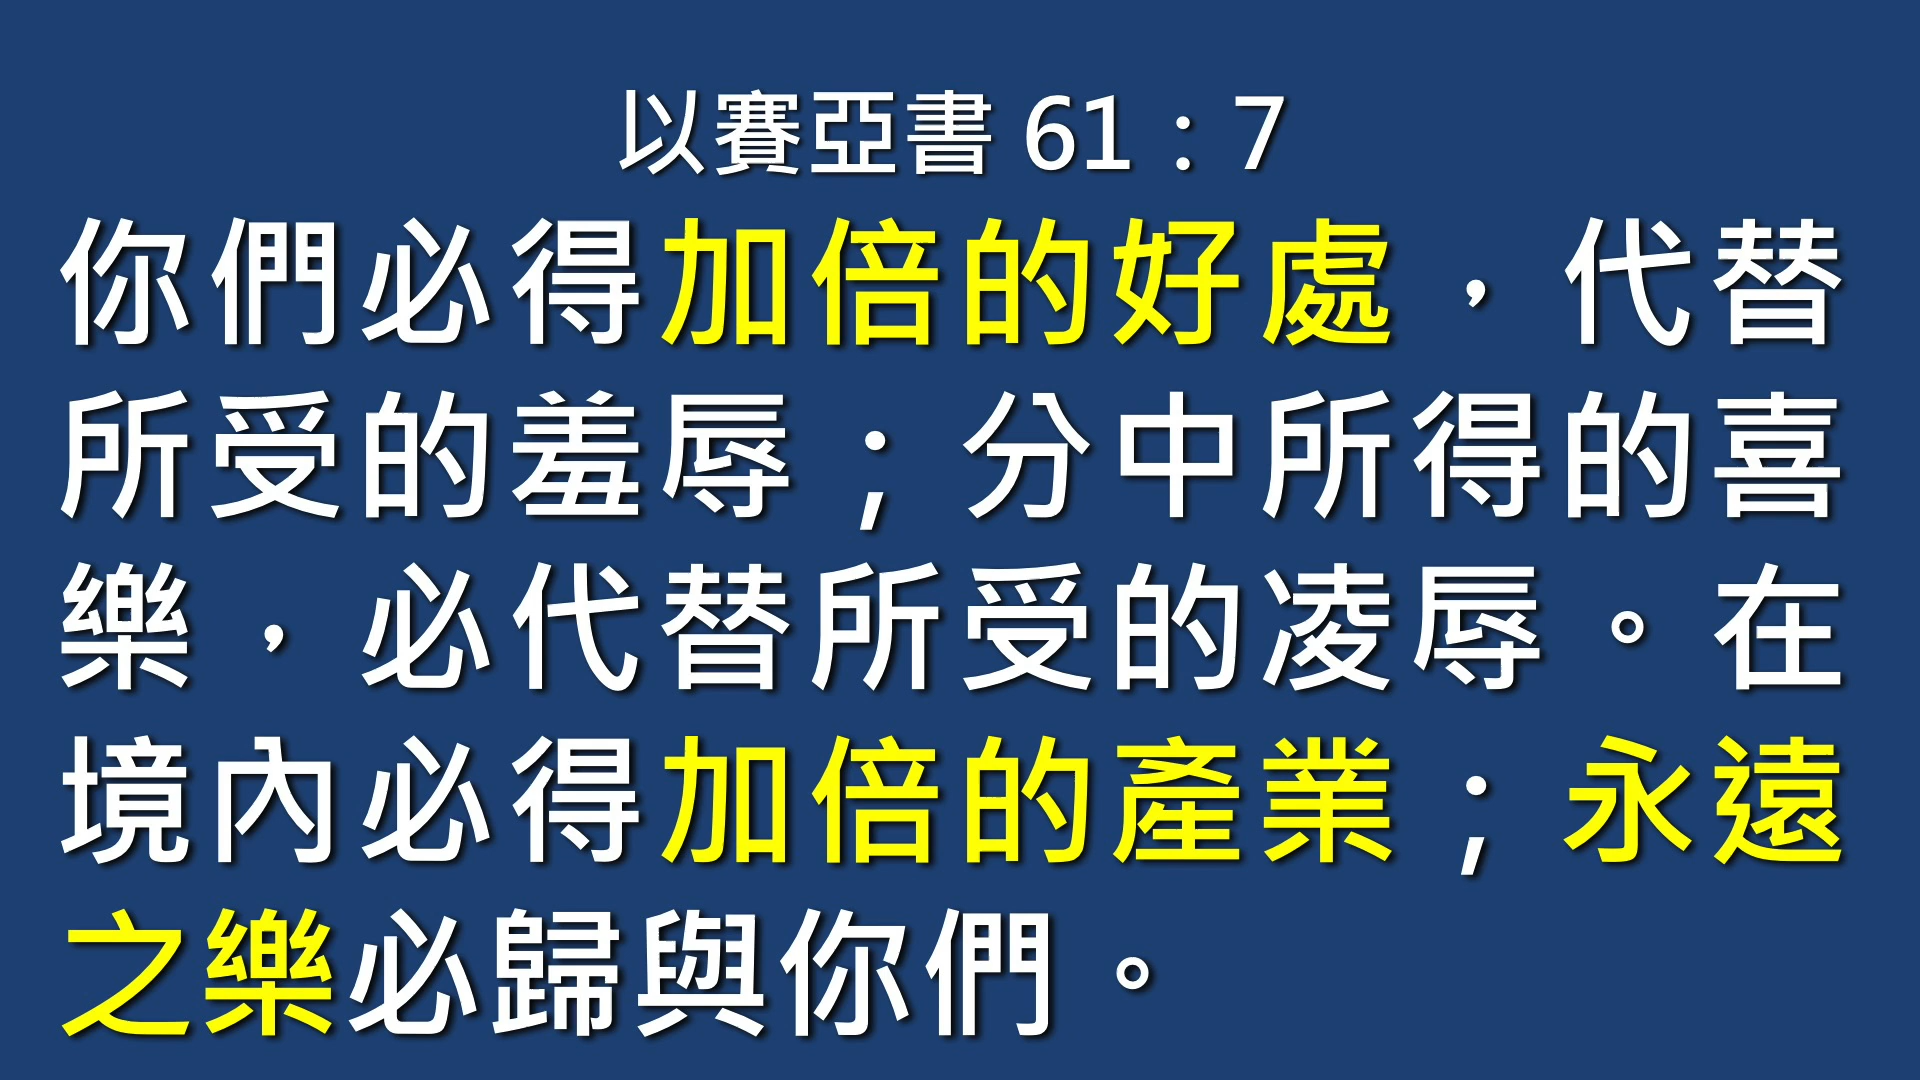 以賽亞書 61：7
你們必得加倍的好處，代替
所受的羞辱；分中所得的喜
樂，必代替所受的凌辱。在
境內必得加倍的產業；永遠
之樂必歸與你們。